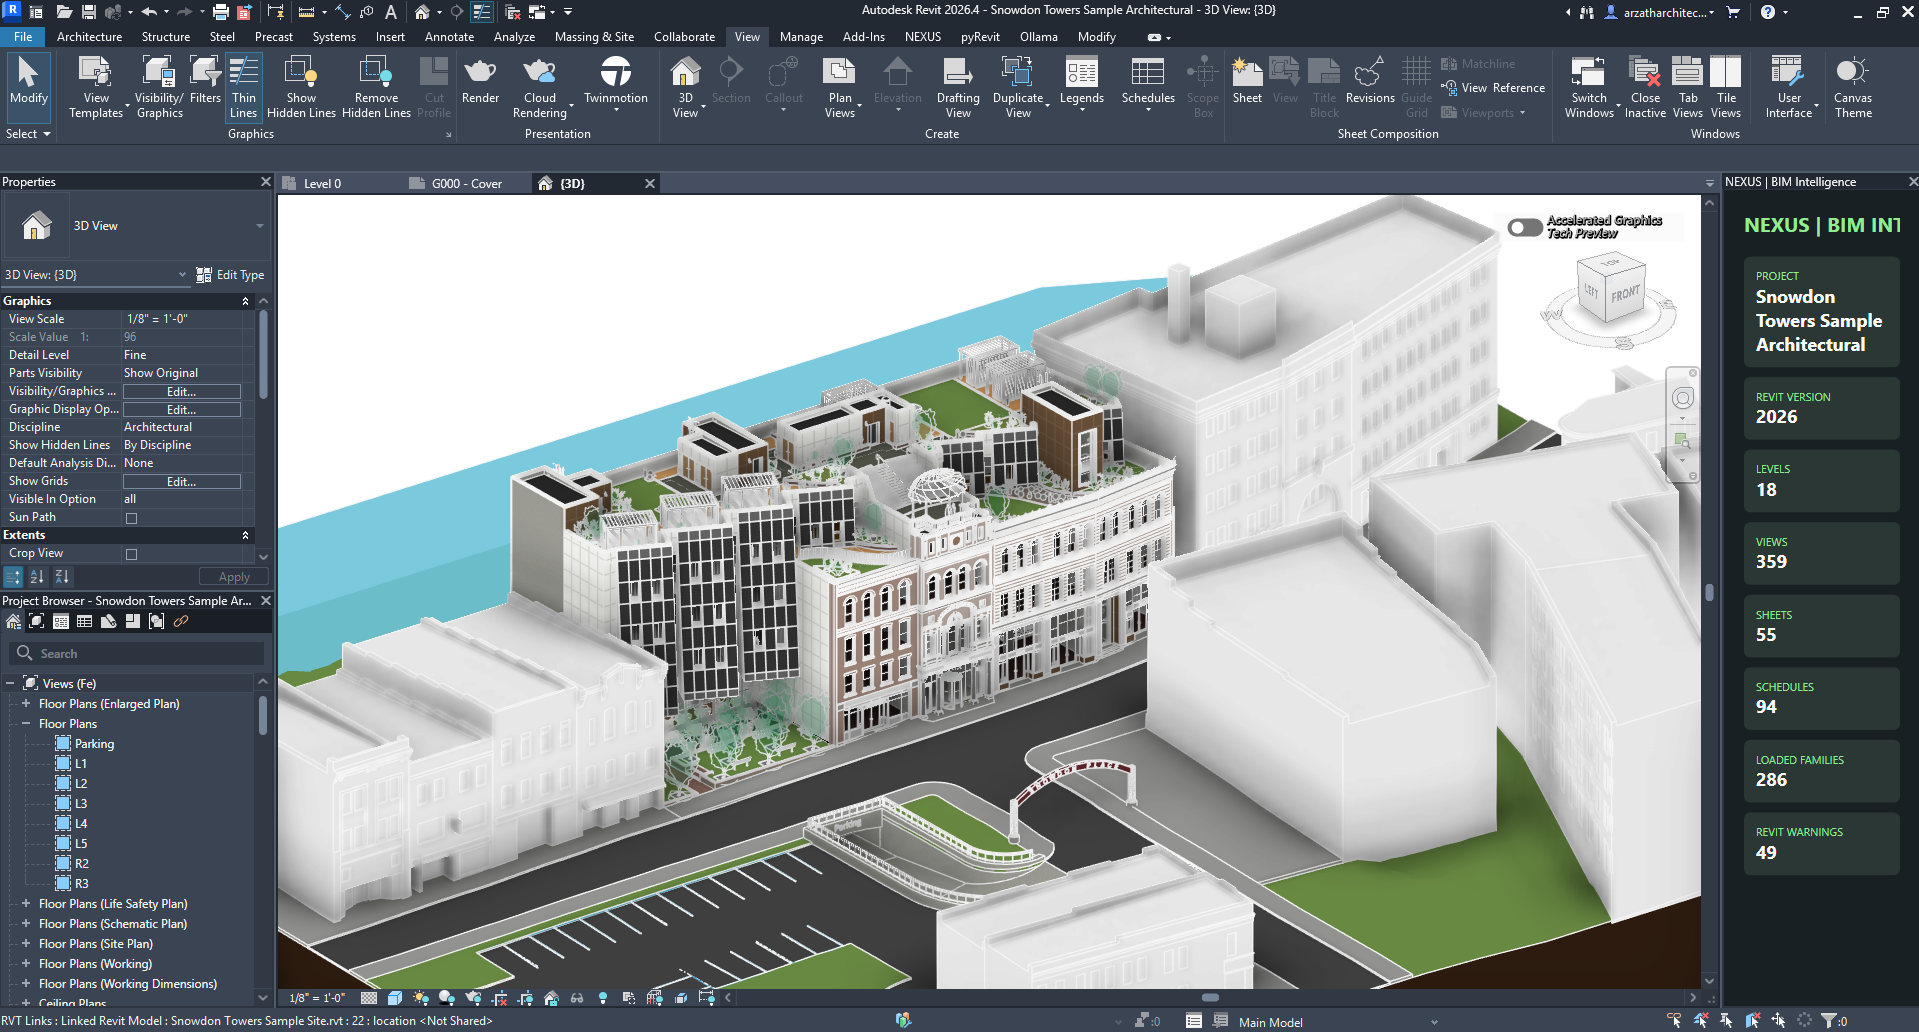 Autodesk Revit 2026.4 - Snowdon Towers Sample Architectural - 3D View: {3D}
arzatharchitec...
File
Architecture
Structure
Steel
Precast
Systems
Insert
Annotate
Analyze
Massing & Site
Collaborate
View
Manage
Add-Ins
NEXUS
pyRevit
Ollama
Modify
Modify
View Templates
Visibility/ Graphics
Filters
Thin Lines
Show Hidden Lines
Remove Hidden Lines
Cut Profile
Render
Cloud Rendering
Twinmotion
3D View
Section
Callout
Plan Views
Elevation
Drafting View
Duplicate View
Legends
Schedules
Scope Box
Sheet
View
Title Block
Revisions
Guide Grid
Matchline
View Reference
Viewports
Switch Windows
Close Inactive
Tab Views
Tile Views
User Interface
Canvas Theme
Select
Graphics
Presentation
Create
Sheet Composition
Windows
Properties
3D View
3D View: {3D}
Edit Type
Graphics
View Scale 1/8" = 1'-0"
Scale Value 1: 96
Detail Level Fine
Parts Visibility Show Original
Visibility/Graphics ... Edit...
Graphic Display Op... Edit...
Discipline Architectural
Show Hidden Lines By Discipline
Default Analysis Di... None
Show Grids Edit...
Visible In Option all
Sun Path
Extents
Crop View
Apply
Project Browser - Snowdon Towers Sample Ar...
Search
Views (Fe)
Floor Plans (Enlarged Plan)
Floor Plans
Parking
L1
L2
L3
L4
L5
R2
R3
Floor Plans (Life Safety Plan)
Floor Plans (Schematic Plan)
Floor Plans (Site Plan)
Floor Plans (Working)
Floor Plans (Working Dimensions)
Ceiling Plans
Level 0
G000 - Cover
{3D}
Accelerated Graphics
Tech Preview
TOP
LEFT
FRONT
W
S
E
Parking
1/8" = 1'-0"
NEXUS | BIM Intelligence
NEXUS | BIM INT
PROJECT
Snowdon
Towers Sample
Architectural
REVIT VERSION
2026
LEVELS
18
VIEWS
359
SHEETS
55
SCHEDULES
94
LOADED FAMILIES
286
REVIT WARNINGS
49
RVT Links : Linked Revit Model : Snowdon Towers Sample Site.rvt : 22 : location <Not Shared>
:0
Main Model
:0